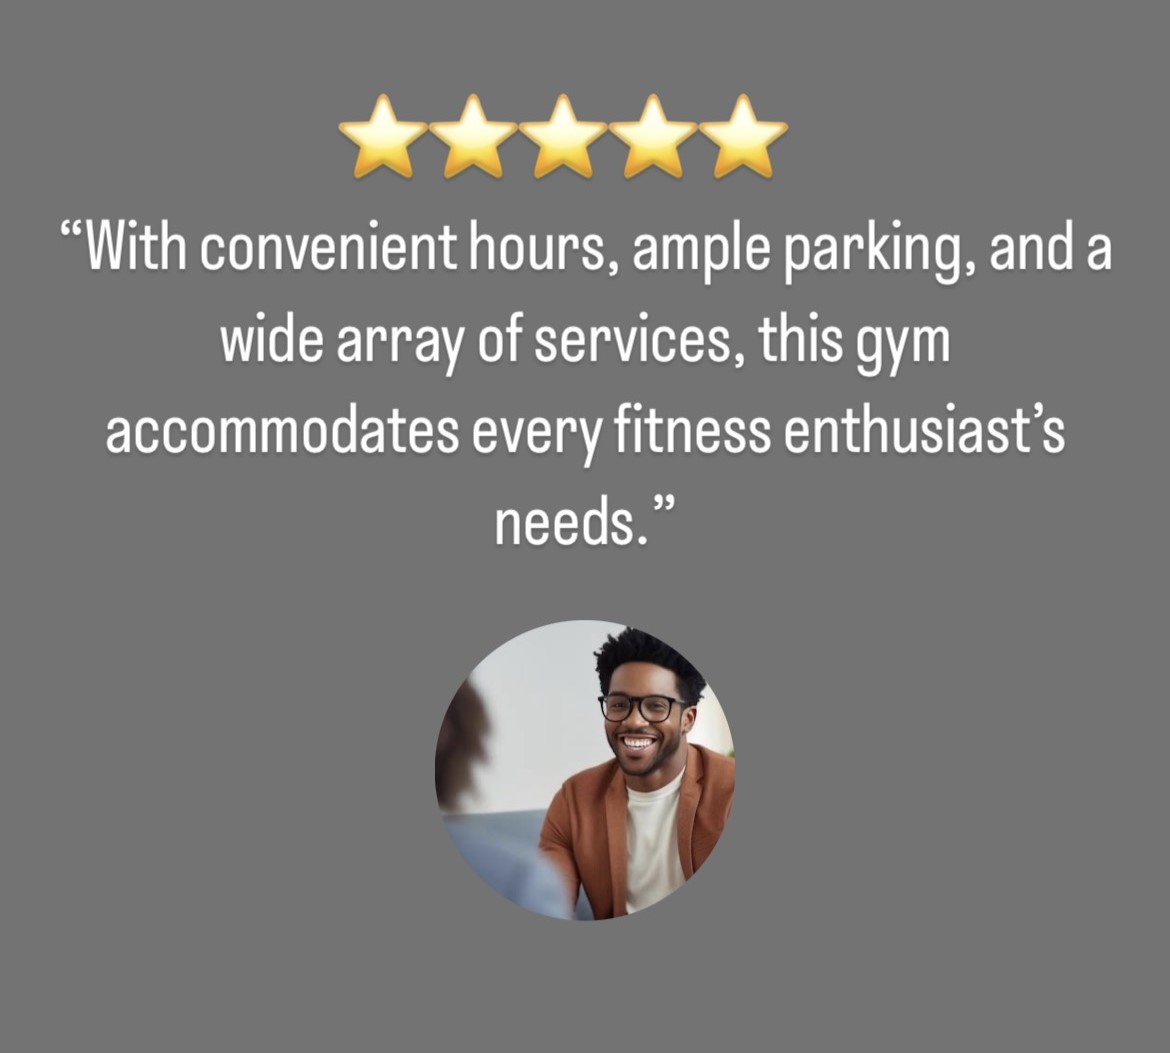 “With convenient hours, ample parking, and a
wide array of services, this gym
accommodates every fitness enthusiast’s
needs.”